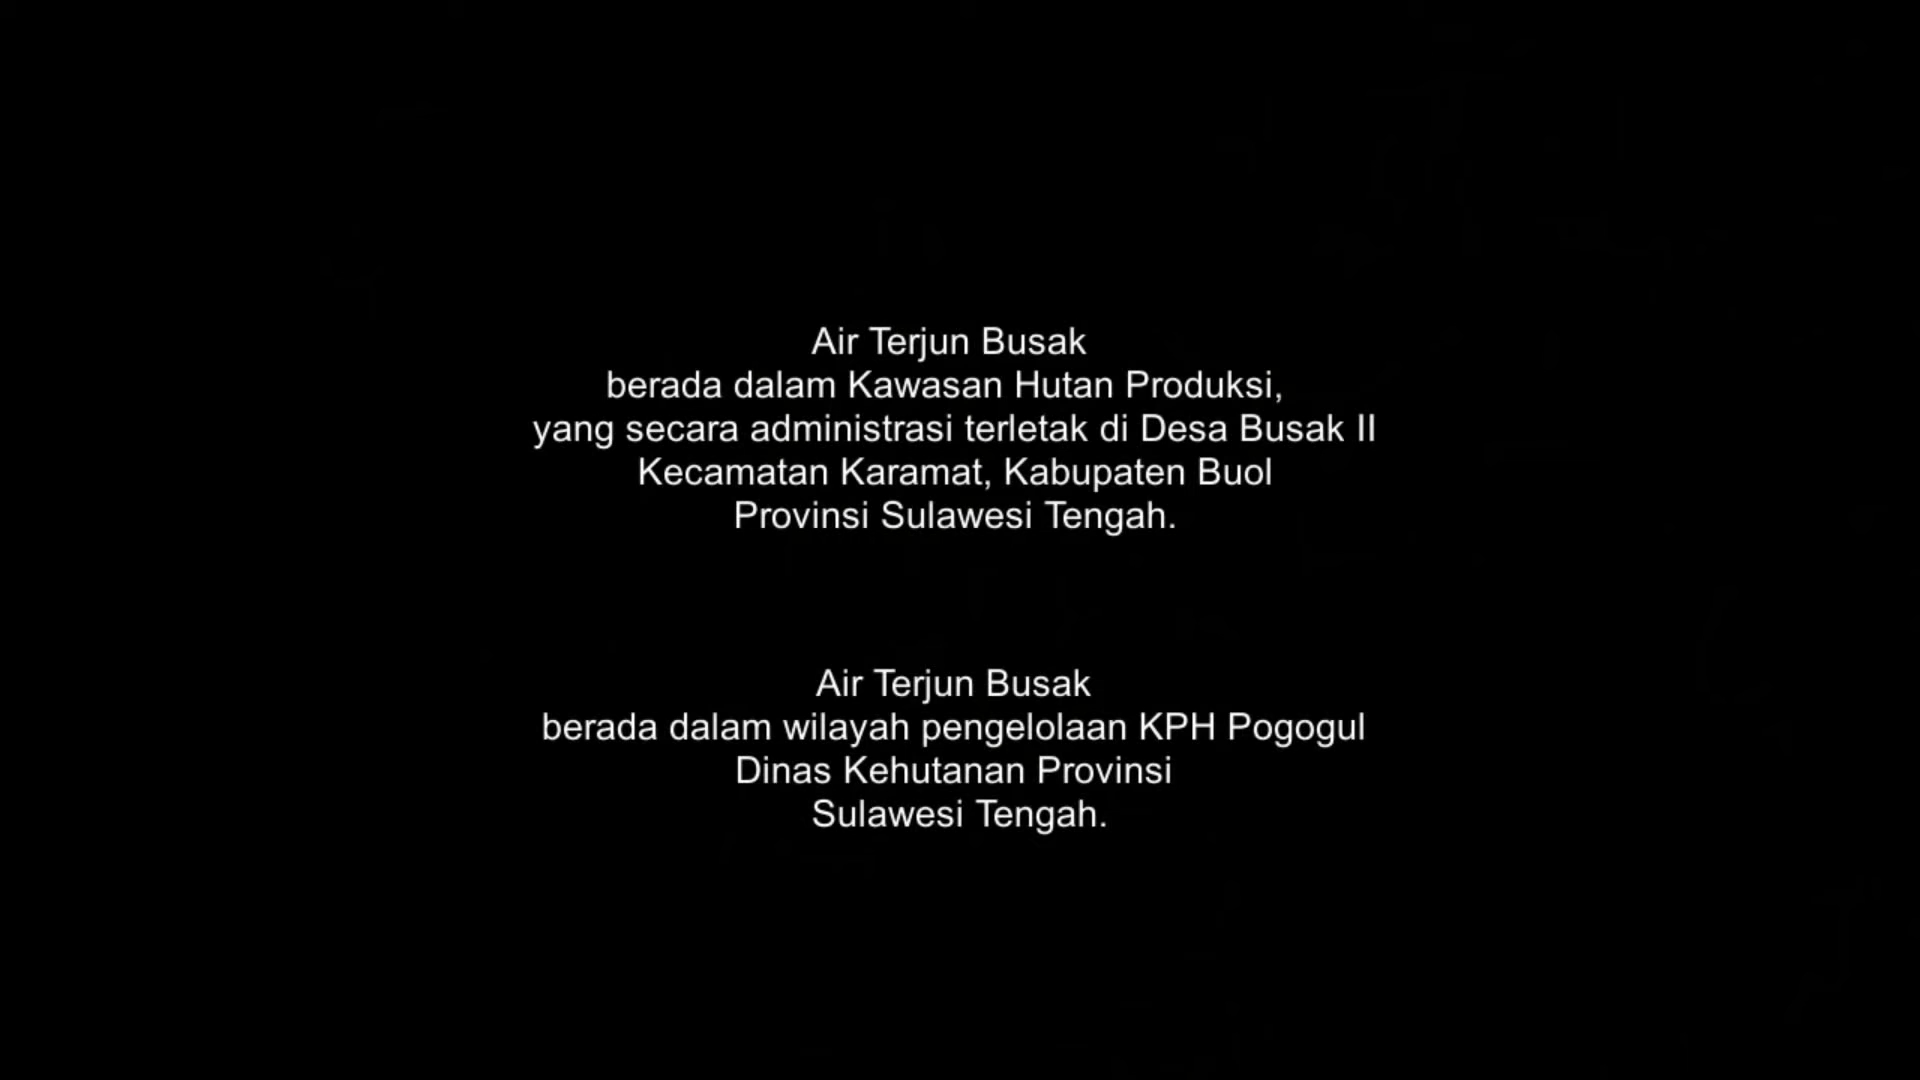 Air Terjun Busak
berada dalam Kawasan Hutan Produksi,
yang secara administrasi terletak di Desa Busak II
Kecamatan Karamat, Kabupaten Buol
Provinsi Sulawesi Tengah.
Air Terjun Busak
berada dalam wilayah pengelolaan KPH Pogogul
Dinas Kehutanan Provinsi
Sulawesi Tengah.